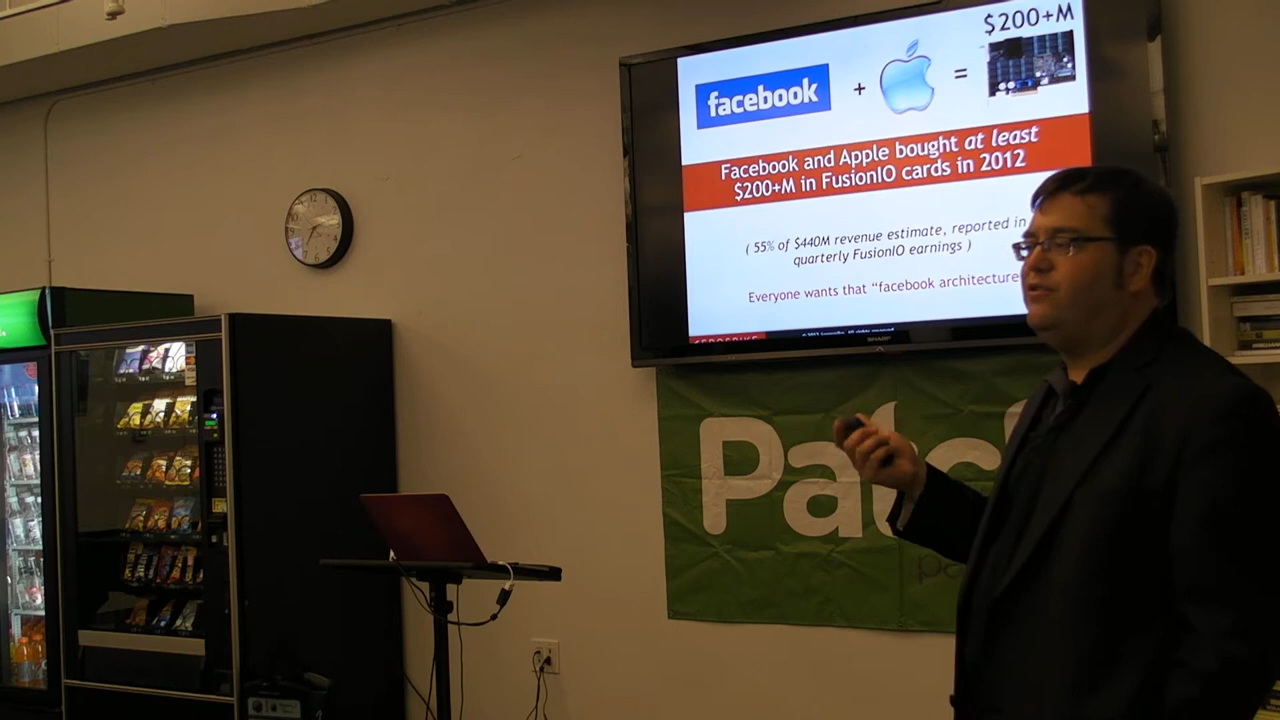 $200+M
facebook
+
=
Facebook and Apple bought at least
$200+M in FusionIO cards in 2012
( 55% of $440M revenue estimate, reported in
quarterly FusionIO earnings )
Everyone wants that “facebook architecture
SHARP
Patc
12